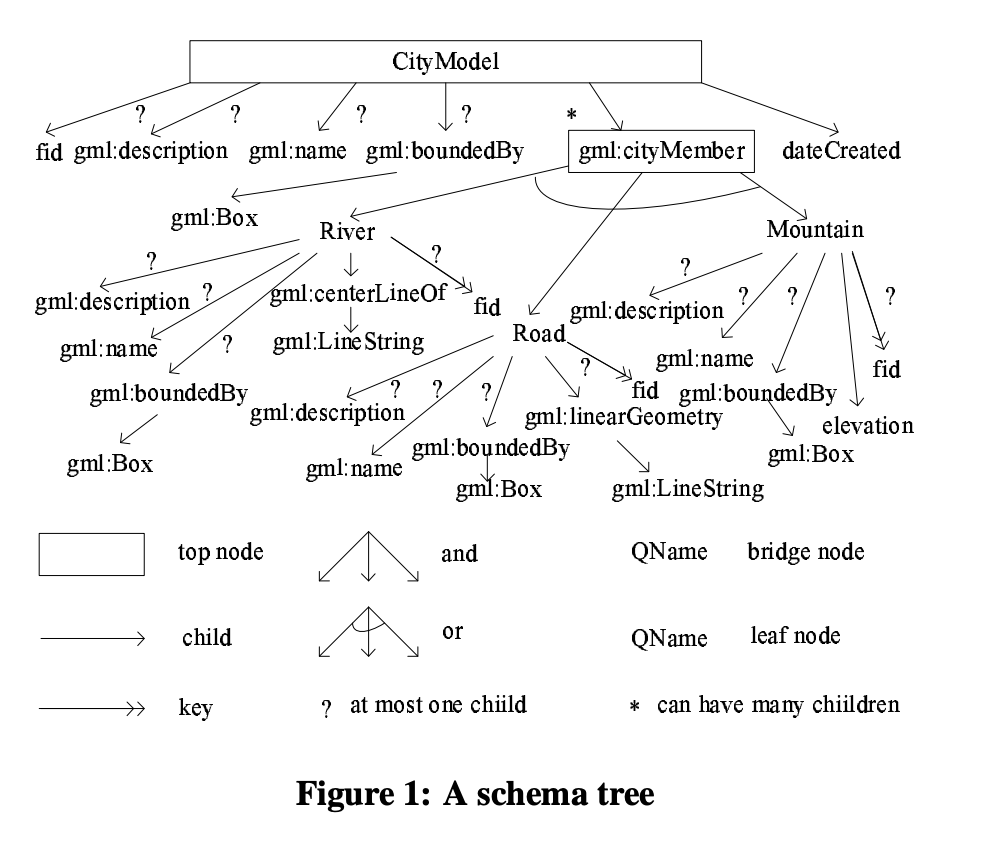 CityModel
? ? ? ? *
fid gml:description gml:name gml:boundedBy gml:cityMember dateCreated
gml:Box River Mountain
? ? ?
gml:description ? gml:centerLineOf fid gml:description ? ? ?
gml:name ? gml:LineString Road gml:name fid
gml:boundedBy ? ? ? ? fid gml:boundedBy
gml:description gml:linearGeometry elevation
gml:Box gml:name gml:boundedBy gml:Box
gml:Box gml:LineString
top node and QName bridge node
child or QName leaf node
key ? at most one chiild * can have many chiildren
Figure 1: A schema tree